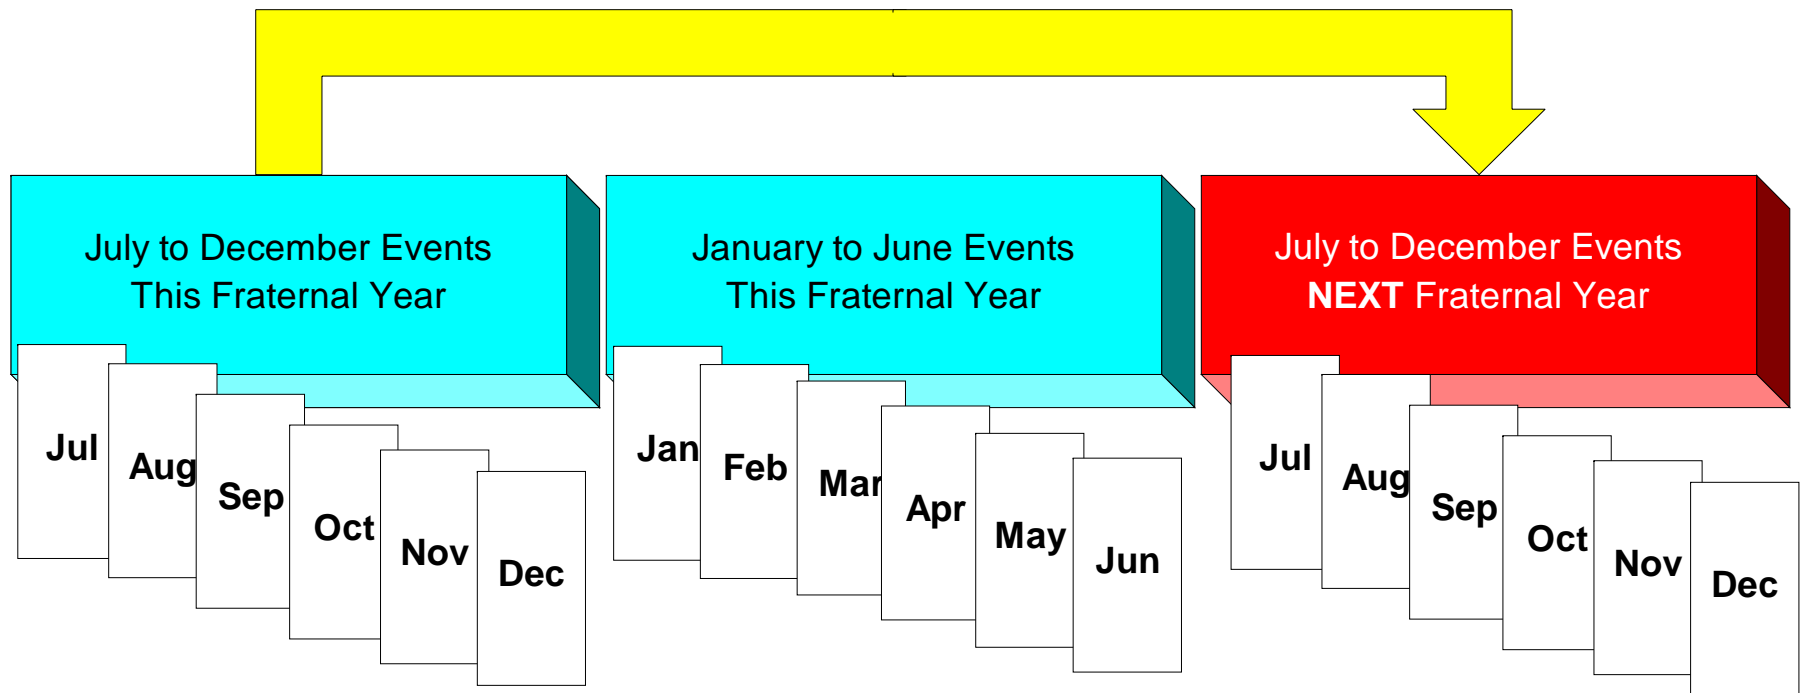 July to December Events
This Fraternal Year
January to June Events
This Fraternal Year
July to December Events
NEXT Fraternal Year
Jul
Aug
Sep
Oct
Nov
Dec
Jan
Feb
Mar
Apr
May
Jun
Jul
Aug
Sep
Oct
Nov
Dec